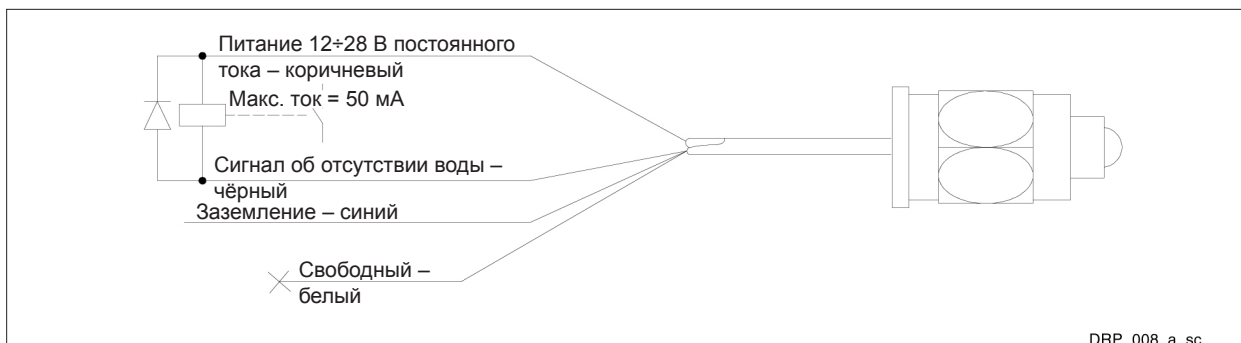 Питание 12÷28 В постоянного
тока – коричневый
Макс. ток = 50 мА
Сигнал об отсутствии воды –
чёрный
Заземление – синий
Свободный –
белый
DRP_008_a_sc